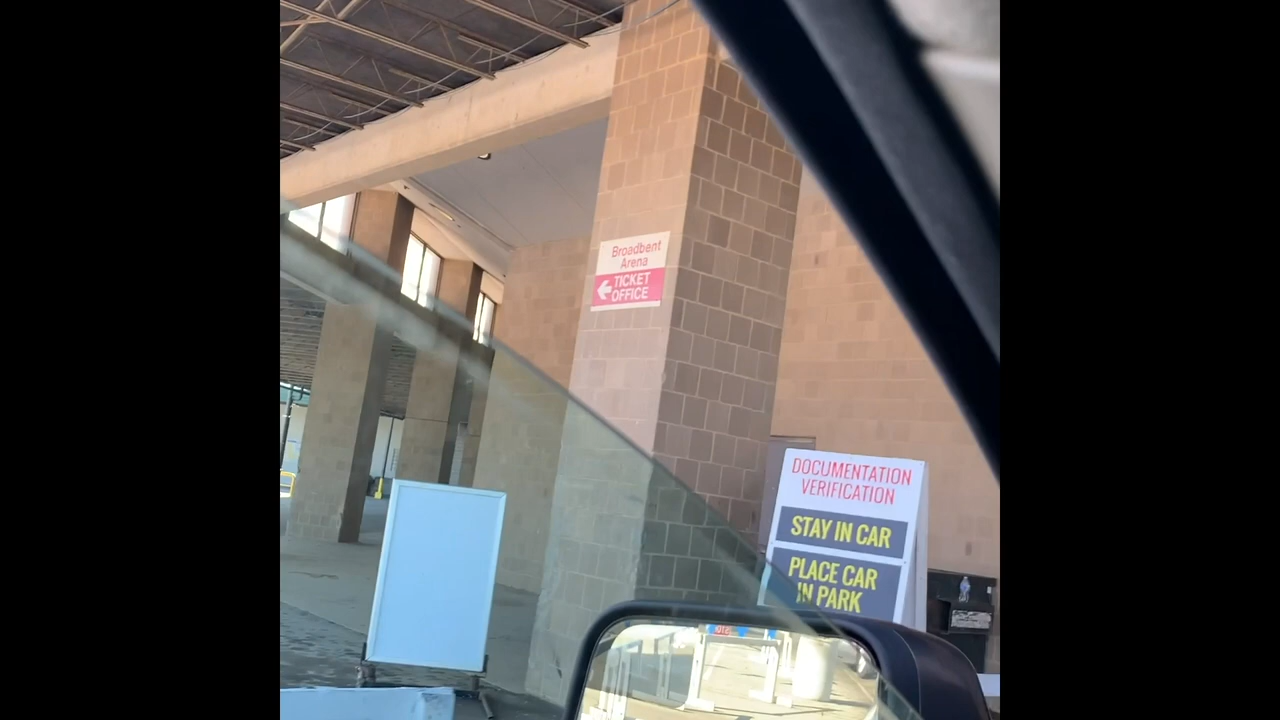 Broadbent
Arena
TICKET
OFFICE
DOCUMENTATION
VERIFICATION
STAY IN CAR
PLACE CAR
IN PARK